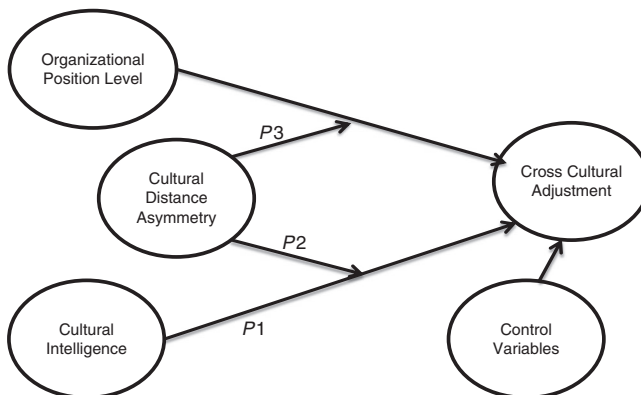 Organizational
Position Level
P3
Cultural
Distance
Asymmetry
Cross Cultural
Adjustment
P2
P1
Cultural
Intelligence
Control
Variables